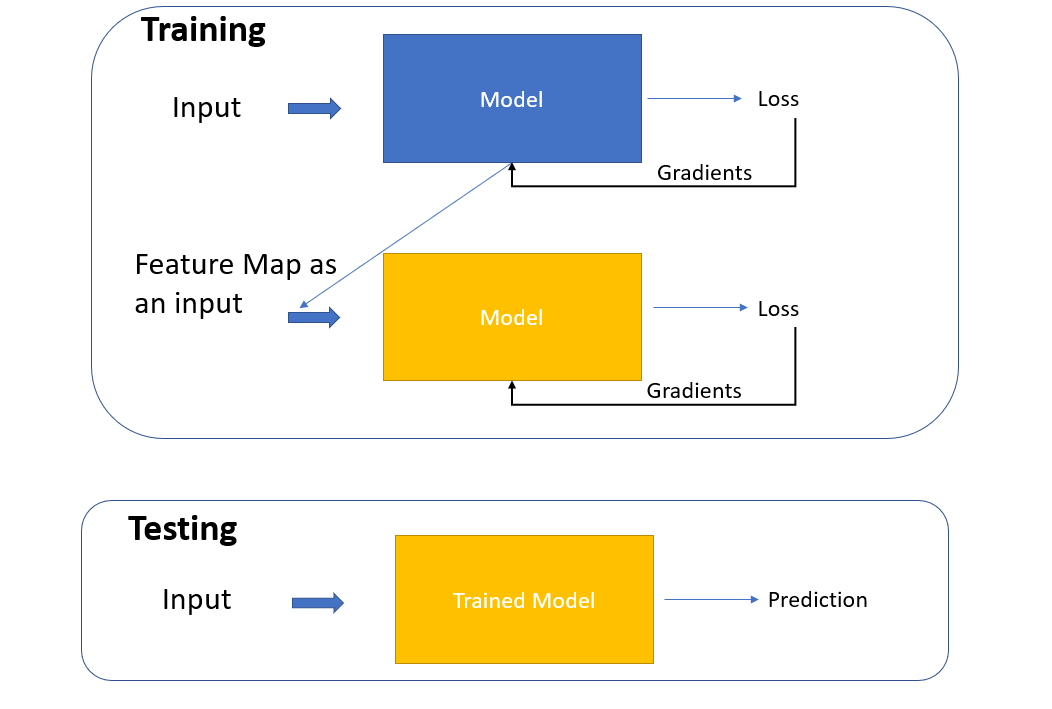 Training
Input
Model
Loss
Gradients
Feature Map as
an input
Model
Loss
Gradients
Testing
Input
Trained Model
Prediction